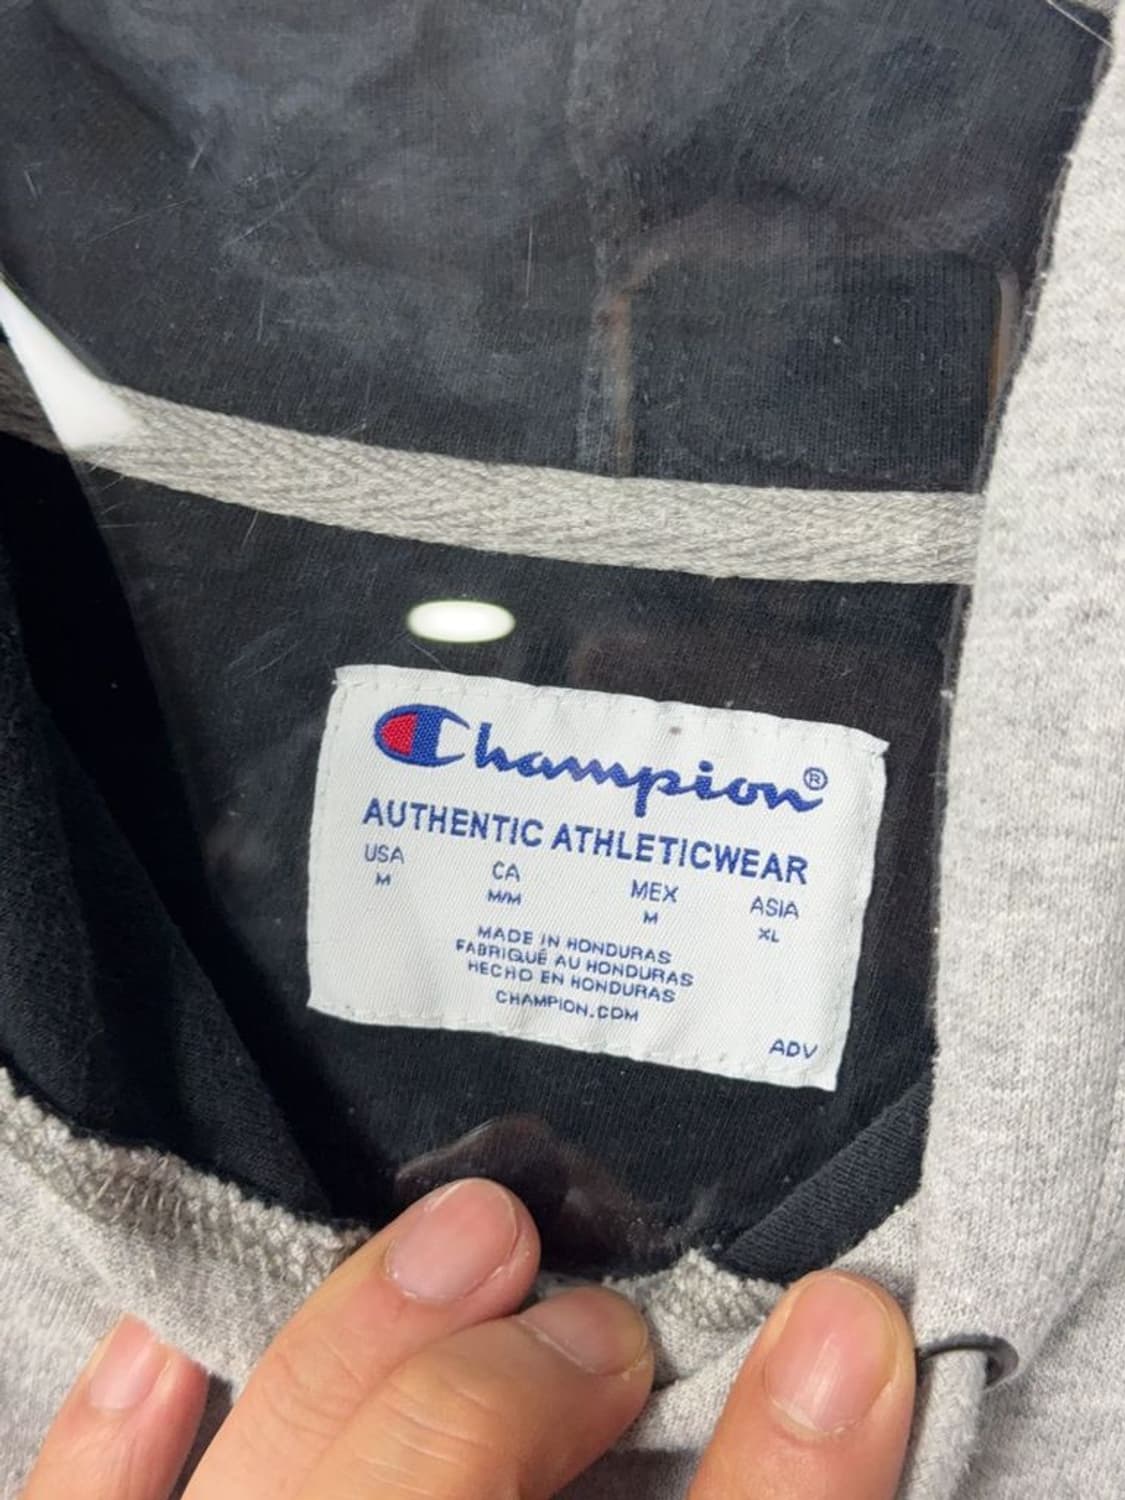 Champion®
AUTHENTIC ATHLETICWEAR
USA CA MEX ASIA
M M/M M XL
MADE IN HONDURAS
FABRIQUÉ AU HONDURAS
HECHO EN HONDURAS
CHAMPION.COM
ADV